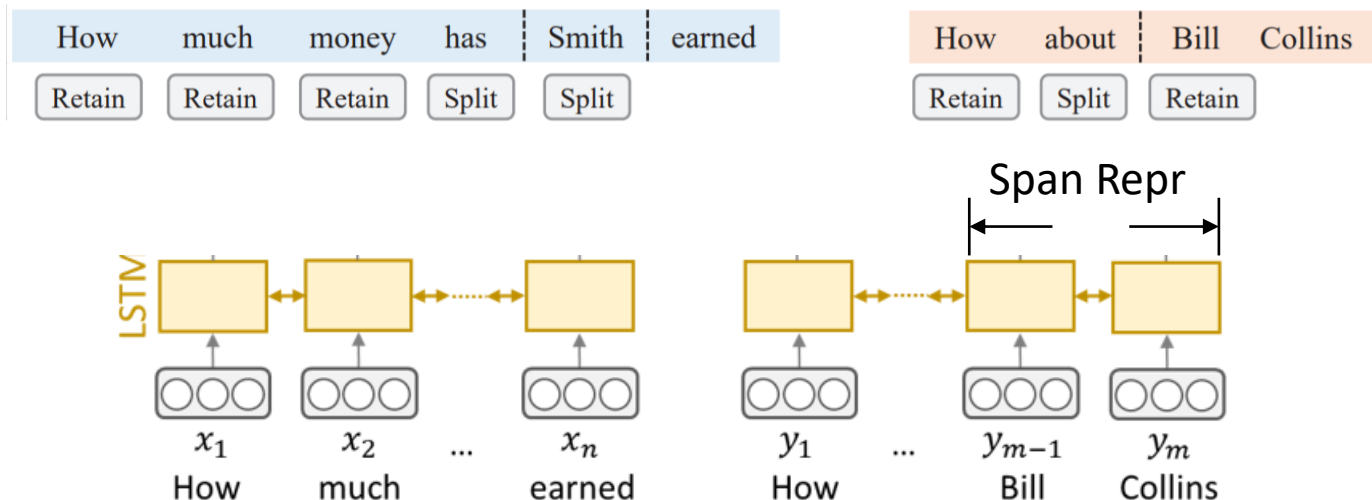 How much money has Smith earned How about Bill Collins
Retain Retain Retain Split Split Retain Split Retain
Span Repr
LSTM
x₁ x₂ ... xₙ y₁ ... yₘ₋₁ yₘ
How much earned How Bill Collins